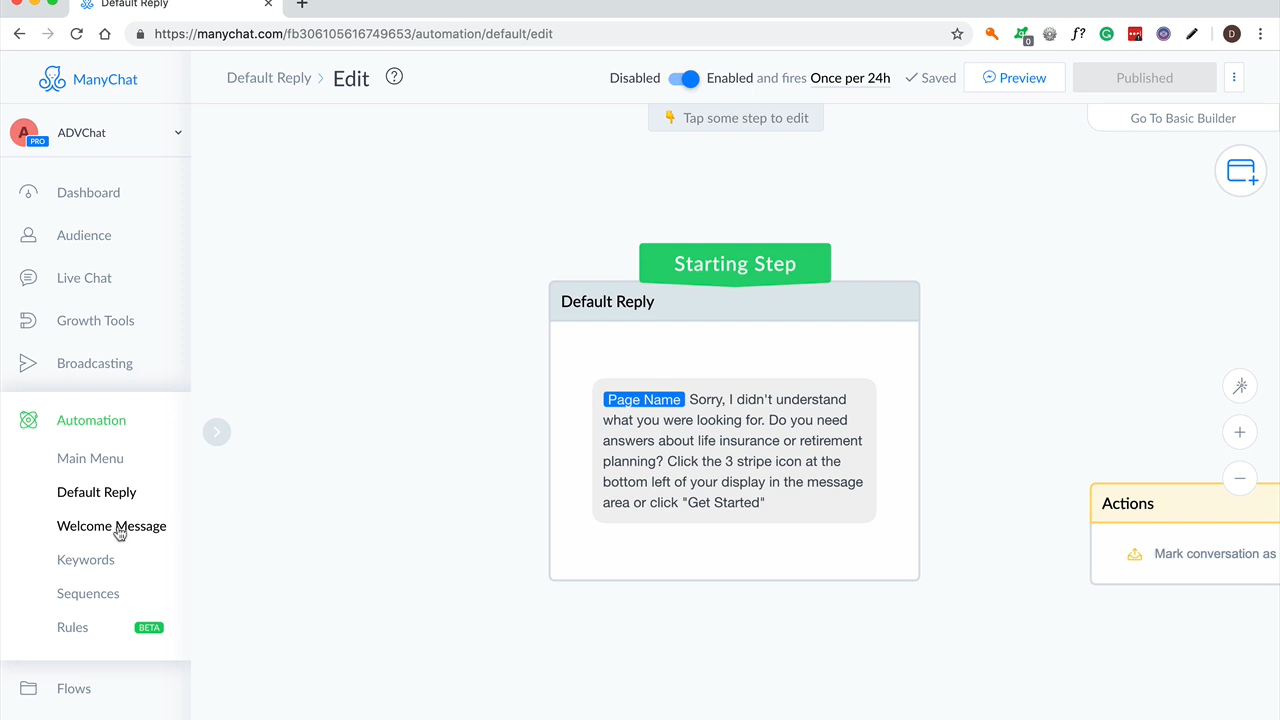 Default Reply
https://manychat.com/fb306105616749653/automation/default/edit
0
f?
D
ManyChat
Default Reply > Edit ?
Disabled Enabled and fires Once per 24h Saved Preview Published
A PRO ADVChat
Tap some step to edit
Go To Basic Builder
Dashboard
Audience
Live Chat
Growth Tools
Broadcasting
Automation
Main Menu
Default Reply
Welcome Message
Keywords
Sequences
Rules BETA
Flows
Starting Step
Default Reply
Page Name Sorry, I didn't understand
what you were looking for. Do you need
answers about life insurance or retirement
planning? Click the 3 stripe icon at the
bottom left of your display in the message
area or click "Get Started"
Actions
Mark conversation as